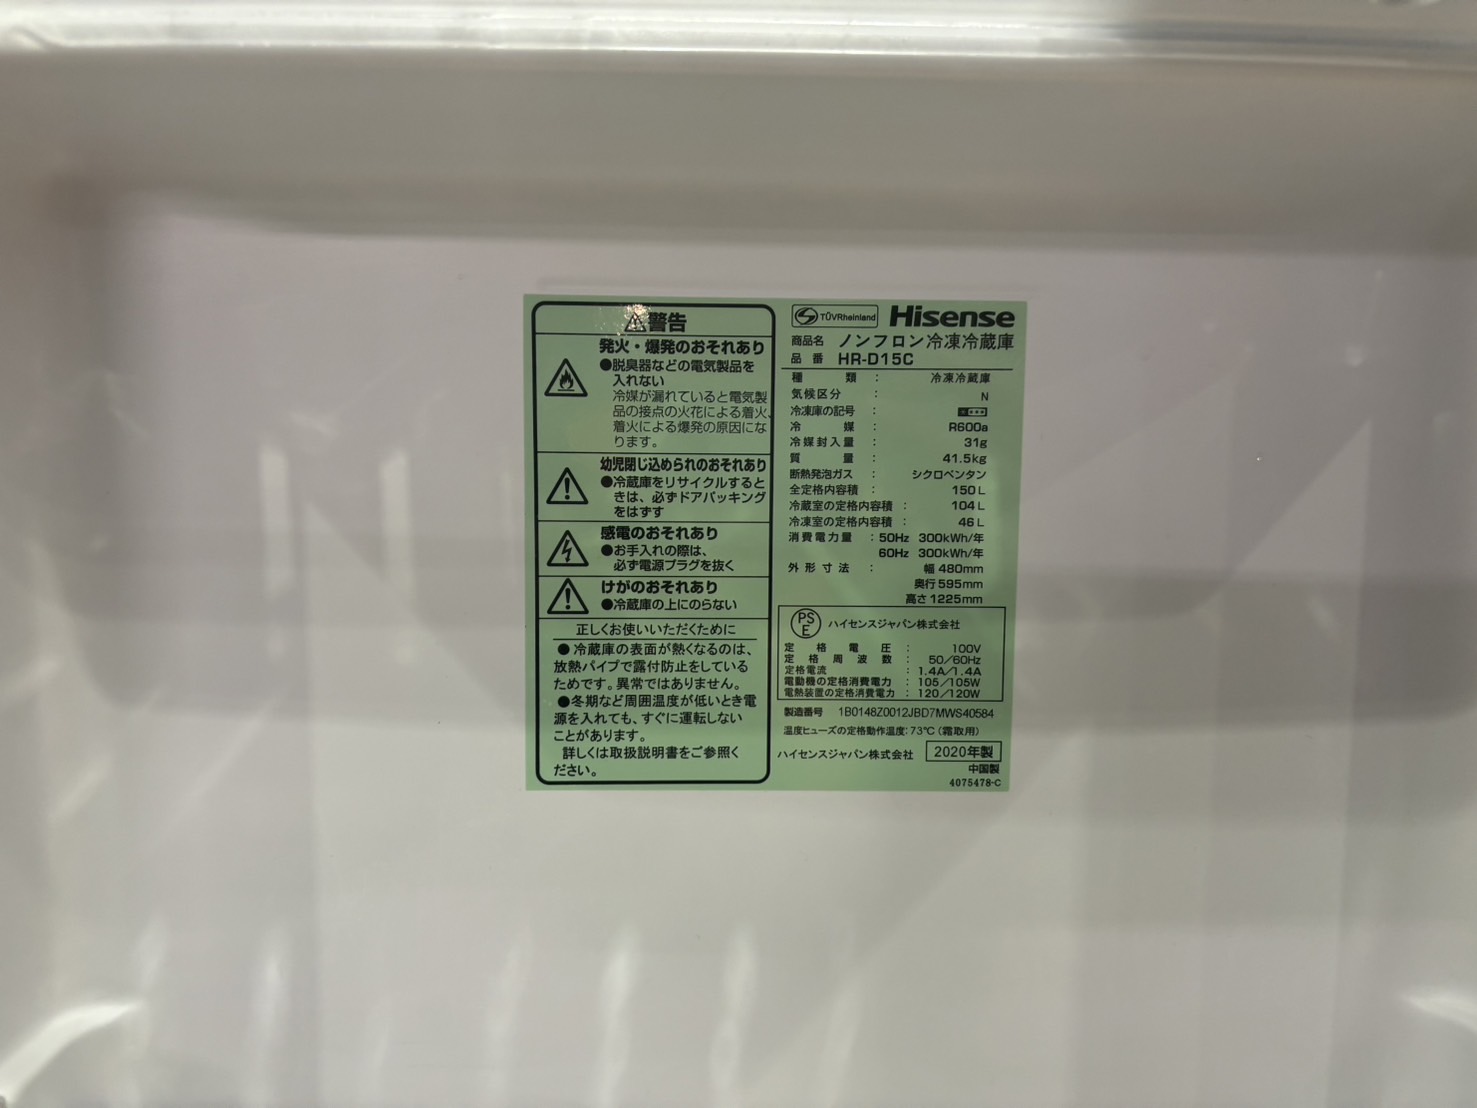 警告
発火・爆発のおそれあり
●脱臭器などの電気製品を
入れない
冷媒が漏れていると電気製
品の接点の火花による着火、
着火による爆発の原因にな
ります。
幼児閉じ込められのおそれあり
●冷蔵庫をリサイクルすると
きは、必ずドアパッキング
をはずす
感電のおそれあり
●お手入れの際は、
必ず電源プラグを抜く
けがのおそれあり
●冷蔵庫の上にのらない
正しくお使いいただくために
●冷蔵庫の表面が熱くなるのは、
放熱パイプで露付防止をしている
ためです。異常ではありません。
●冬期など周囲温度が低いとき電
源を入れても、すぐに運転しない
ことがあります。
詳しくは取扱説明書をご参照く
ださい。
TÜVRheinland Hisense
商品名 ノンフロン冷凍冷蔵庫
品番 HR-D15C
種類： 冷凍冷蔵庫
気候区分： N
冷凍庫の記号：
冷媒： R600a
冷媒封入量： 31g
質量： 41.5kg
断熱発泡ガス： シクロペンタン
全定格内容積： 150L
冷蔵室の定格内容積： 104L
冷凍室の定格内容積： 46L
消費電力量：50Hz 300kWh/年
60Hz 300kWh/年
外形寸法： 幅480mm
奥行595mm
高さ1225mm
PSE ハイセンスジャパン株式会社
定格電圧： 100V
定格周波数： 50/60Hz
定格電流： 1.4A/1.4A
電動機の定格消費電力： 105/105W
電熱装置の定格消費電力： 120/120W
製造番号 1B0148Z0012JBD7MWS40584
温度ヒューズの定格動作温度：73℃（霜取用）
ハイセンスジャパン株式会社 2020年製
中国製
4075478-C